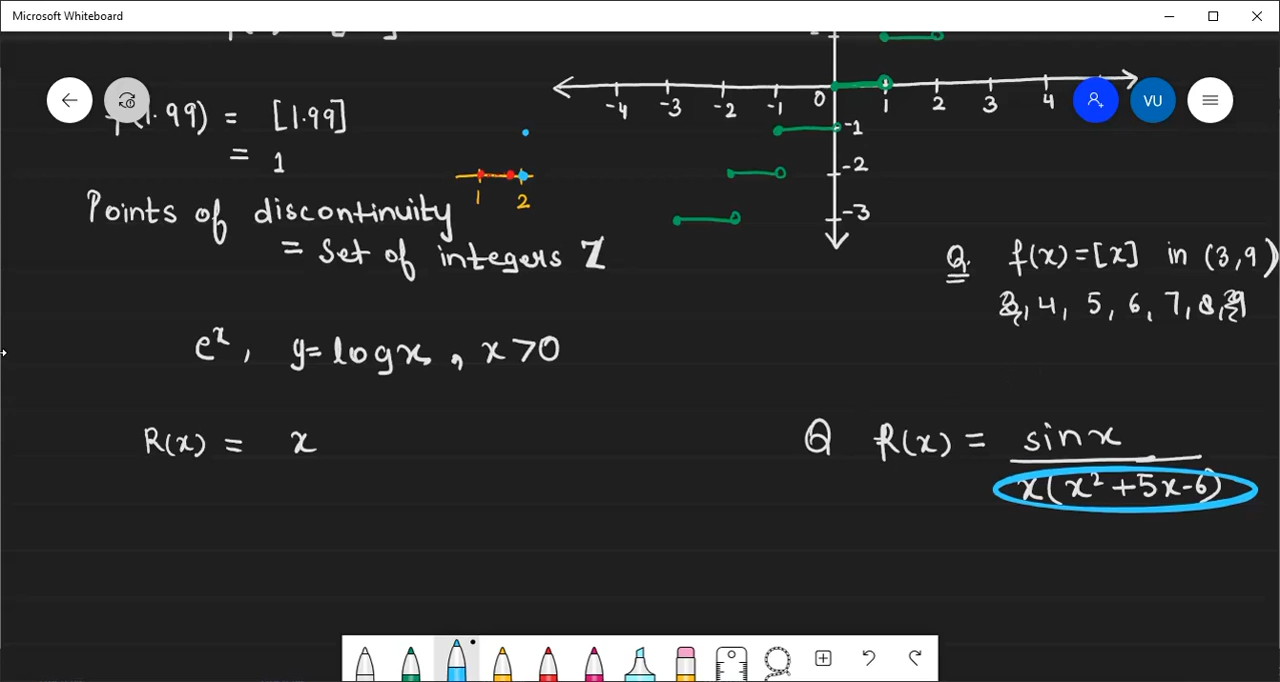 Microsoft Whiteboard
f(1.99) = [1.99]
= 1
1 2
Points of discontinuity
= Set of integers Z
-4 -3 -2 -1 0 1 2 3 4
-1
-2
-3
VU
Q. f(x) = [x] in (3,9)
4, 5, 6, 7, 8,
e^x, y = log x, x > 0
R(x) = x
Q f(x) = sin x
x(x² + 5x - 6)